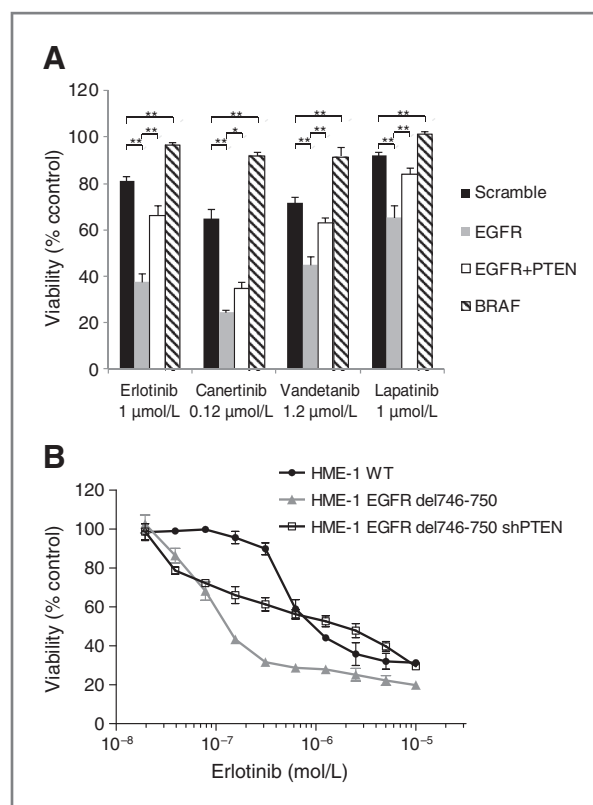 A
120
100
80
60
40
20
0
Viability (% ccontrol)
** ** ** ** ** * ** ** ** ** ** **
Scramble
EGFR
EGFR+PTEN
BRAF
Erlotinib Canertinib Vandetanib Lapatinib
1 µmol/L 0.12 µmol/L 1.2 µmol/L 1 µmol/L
B
HME-1 WT
HME-1 EGFR del746-750
HME-1 EGFR del746-750 shPTEN
120
100
80
60
40
20
0
Viability (% control)
10⁻⁸ 10⁻⁷ 10⁻⁶ 10⁻⁵
Erlotinib (mol/L)